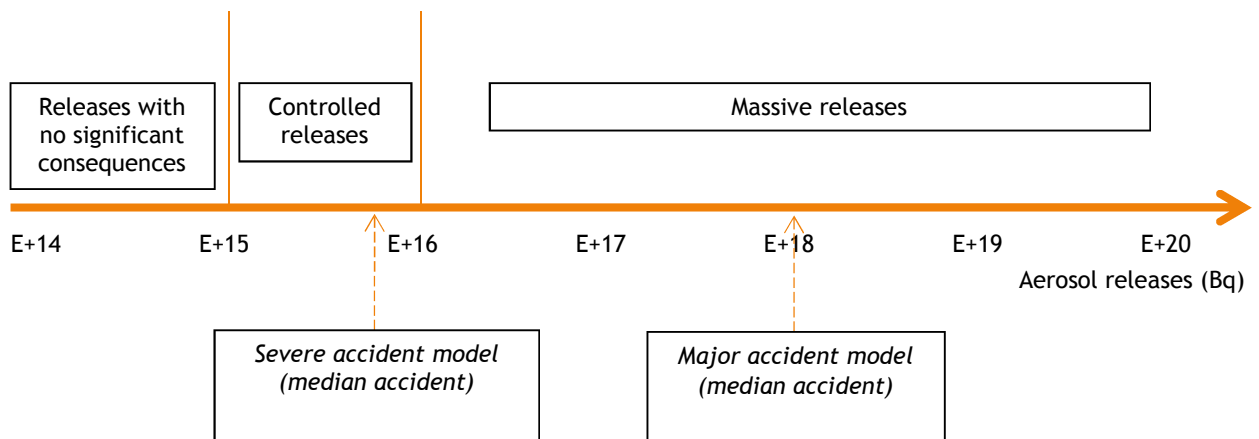 Releases with
no significant
consequences
Controlled
releases
Massive releases
E+14
E+15
E+16
E+17
E+18
E+19
E+20
Aerosol releases (Bq)
Severe accident model
(median accident)
Major accident model
(median accident)